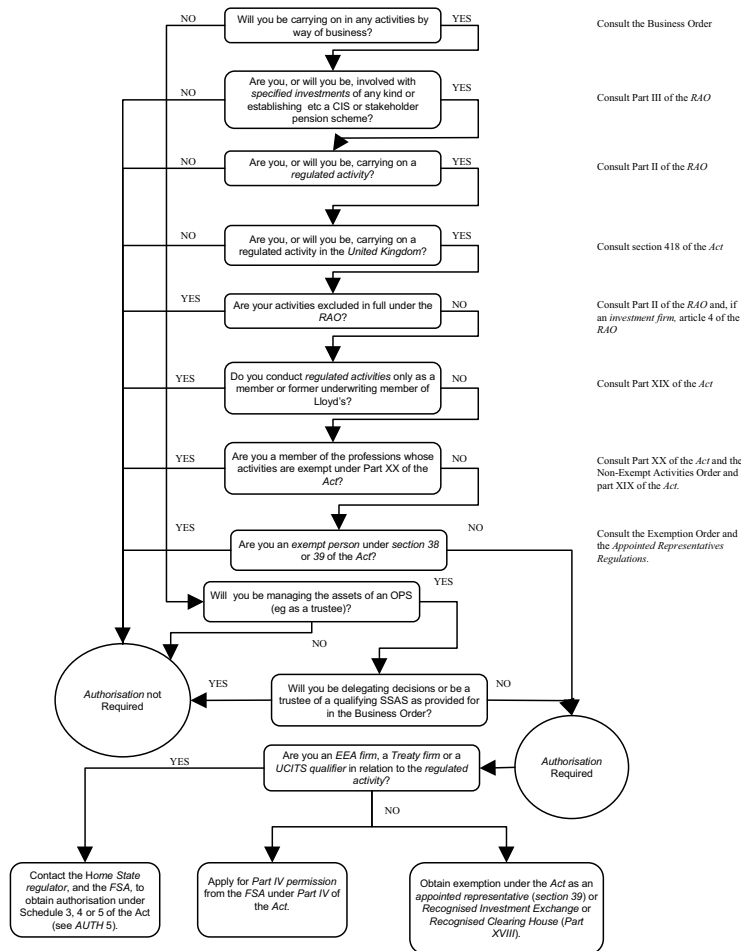 NO
Will you be carrying on in any activities by
way of business?
YES
Consult the Business Order
NO
Are you, or will you be, involved with
specified investments of any kind or
establishing etc a CIS or stakeholder
pension scheme?
YES
Consult Part III of the RAO
NO
Are you, or will you be, carrying on a
regulated activity?
YES
Consult Part II of the RAO
NO
Are you, or will you be, carrying on a
regulated activity in the United Kingdom?
YES
Consult section 418 of the Act
YES
Are your activities excluded in full under the
RAO?
NO
Consult Part II of the RAO and, if
an investment firm, article 4 of the
RAO
YES
Do you conduct regulated activities only as a
member or former underwriting member of
Lloyd's?
NO
Consult Part XIX of the Act
YES
Are you a member of the professions whose
activities are exempt under Part XX of the
Act?
NO
Consult Part XX of the Act and the
Non-Exempt Activities Order and
part XIX of the Act.
YES
Are you an exempt person under section 38
or 39 of the Act?
NO
Consult the Exemption Order and
the Appointed Representatives
Regulations.
Will you be managing the assets of an OPS
(eg as a trustee)?
YES
NO
Authorisation not
Required
YES
Will you be delegating decisions or be a
trustee of a qualifying SSAS as provided for
in the Business Order?
NO
Authorisation
Required
YES
Are you an EEA firm, a Treaty firm or a
UCITS qualifier in relation to the regulated
activity?
NO
Contact the Home State
regulator, and the FSA, to
obtain authorisation under
Schedule 3, 4 or 5 of the Act
(see AUTH 5).
Apply for Part IV permission
from the FSA under Part IV of
the Act.
Obtain exemption under the Act as an
appointed representative (section 39) or
Recognised Investment Exchange or
Recognised Clearing House (Part
XVIII).